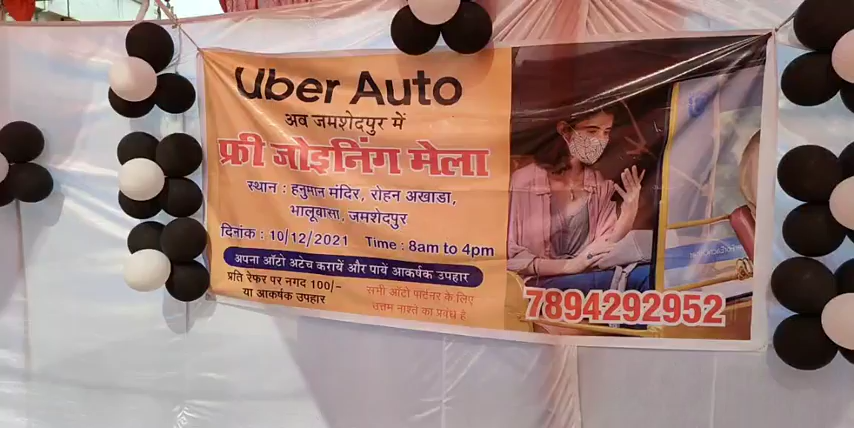 Uber Auto
अब जमशेदपुर में
फ्री जोइनिंग मेला
स्थान : हनुमान मंदिर, रोहन अखाडा,
भालूबासा, जमशेदपुर
दिनांक : 10/12/2021 Time : 8am to 4pm
अपना ऑटो अटेच करायें और पायें आकर्षक उपहार
प्रति रेफर पर नगद 100/-
या आकर्षक उपहार
सभी ऑटो पार्टनर के लिए
उत्तम नाश्ते का प्रबंध है
7894292952